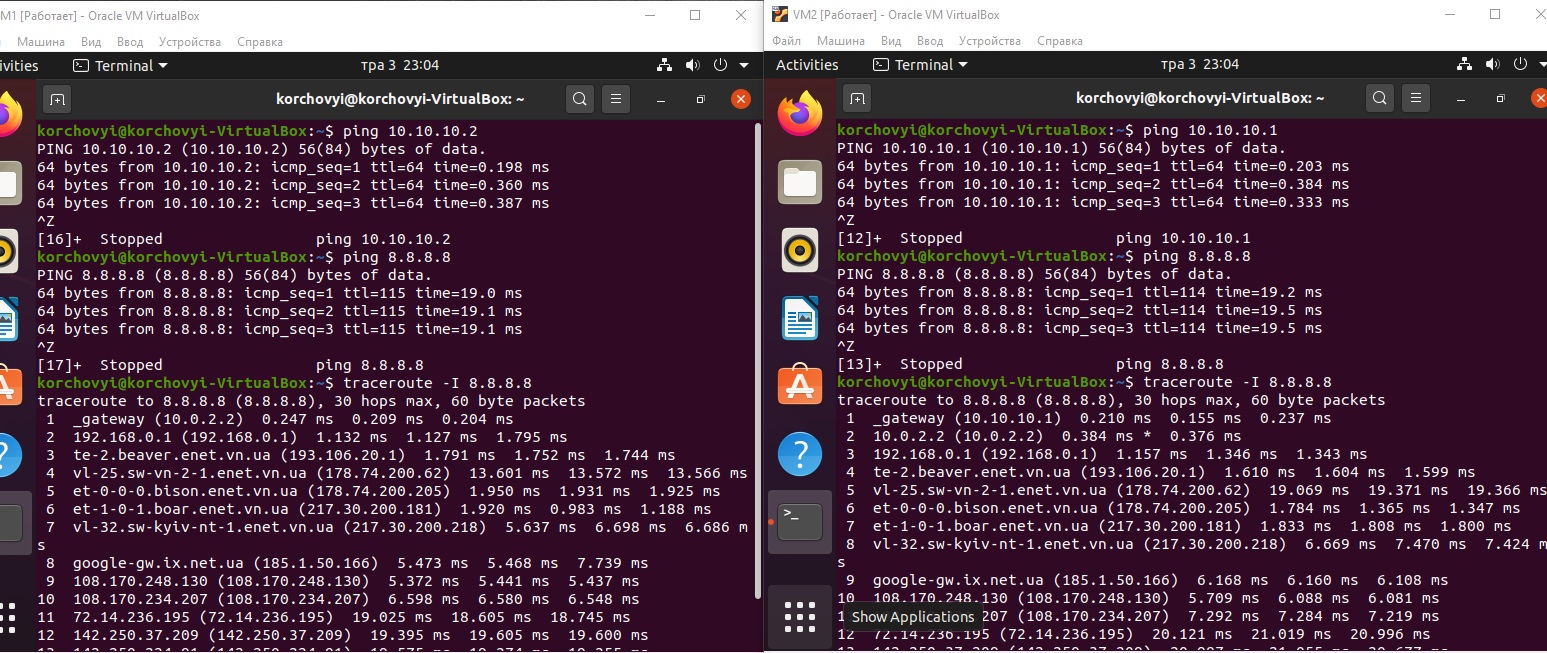 VM1 [Работает] - Oracle VM VirtualBox
Машина Вид Ввод Устройства Справка
ivities Terminal тра 3 23:04
korchovyi@korchovyi-VirtualBox: ~
korchovyi@korchovyi-VirtualBox:~$ ping 10.10.10.2
PING 10.10.10.2 (10.10.10.2) 56(84) bytes of data.
64 bytes from 10.10.10.2: icmp_seq=1 ttl=64 time=0.198 ms
64 bytes from 10.10.10.2: icmp_seq=2 ttl=64 time=0.360 ms
64 bytes from 10.10.10.2: icmp_seq=3 ttl=64 time=0.387 ms
^Z
[16]+  Stopped                 ping 10.10.10.2
korchovyi@korchovyi-VirtualBox:~$ ping 8.8.8.8
PING 8.8.8.8 (8.8.8.8) 56(84) bytes of data.
64 bytes from 8.8.8.8: icmp_seq=1 ttl=115 time=19.0 ms
64 bytes from 8.8.8.8: icmp_seq=2 ttl=115 time=19.1 ms
64 bytes from 8.8.8.8: icmp_seq=3 ttl=115 time=19.1 ms
^Z
[17]+  Stopped                 ping 8.8.8.8
korchovyi@korchovyi-VirtualBox:~$ traceroute -I 8.8.8.8
traceroute to 8.8.8.8 (8.8.8.8), 30 hops max, 60 byte packets
1  _gateway (10.0.2.2)  0.247 ms  0.209 ms  0.204 ms
2  192.168.0.1 (192.168.0.1)  1.132 ms  1.127 ms  1.795 ms
3  te-2.beaver.enet.vn.ua (193.106.20.1)  1.791 ms  1.752 ms  1.744 ms
4  vl-25.sw-vn-2-1.enet.vn.ua (178.74.200.62)  13.601 ms  13.572 ms  13.566 ms
5  et-0-0-0.bison.enet.vn.ua (178.74.200.205)  1.950 ms  1.931 ms  1.925 ms
6  et-1-0-1.boar.enet.vn.ua (217.30.200.181)  1.920 ms  0.983 ms  1.188 ms
7  vl-32.sw-kyiv-nt-1.enet.vn.ua (217.30.200.218)  5.637 ms  6.698 ms  6.686 m
s
8  google-gw.ix.net.ua (185.1.50.166)  5.473 ms  5.468 ms  7.739 ms
9  108.170.248.130 (108.170.248.130)  5.372 ms  5.441 ms  5.437 ms
10  108.170.234.207 (108.170.234.207)  6.598 ms  6.580 ms  6.548 ms
11  72.14.236.195 (72.14.236.195)  19.025 ms  18.605 ms  18.745 ms
12  142.250.37.209 (142.250.37.209)  19.395 ms  19.605 ms  19.600 ms
VM2 [Работает] - Oracle VM VirtualBox
Файл Машина Вид Ввод Устройства Справка
Activities Terminal тра 3 23:04
korchovyi@korchovyi-VirtualBox: ~
korchovyi@korchovyi-VirtualBox:~$ ping 10.10.10.1
PING 10.10.10.1 (10.10.10.1) 56(84) bytes of data.
64 bytes from 10.10.10.1: icmp_seq=1 ttl=64 time=0.203 ms
64 bytes from 10.10.10.1: icmp_seq=2 ttl=64 time=0.384 ms
64 bytes from 10.10.10.1: icmp_seq=3 ttl=64 time=0.333 ms
^Z
[12]+  Stopped                 ping 10.10.10.1
korchovyi@korchovyi-VirtualBox:~$ ping 8.8.8.8
PING 8.8.8.8 (8.8.8.8) 56(84) bytes of data.
64 bytes from 8.8.8.8: icmp_seq=1 ttl=114 time=19.2 ms
64 bytes from 8.8.8.8: icmp_seq=2 ttl=114 time=19.5 ms
64 bytes from 8.8.8.8: icmp_seq=3 ttl=114 time=19.5 ms
^Z
[13]+  Stopped                 ping 8.8.8.8
korchovyi@korchovyi-VirtualBox:~$ traceroute -I 8.8.8.8
traceroute to 8.8.8.8 (8.8.8.8), 30 hops max, 60 byte packets
1  _gateway (10.10.10.1)  0.210 ms  0.155 ms  0.237 ms
2  10.0.2.2 (10.0.2.2)  0.384 ms *  0.376 ms
3  192.168.0.1 (192.168.0.1)  1.157 ms  1.346 ms  1.343 ms
4  te-2.beaver.enet.vn.ua (193.106.20.1)  1.610 ms  1.604 ms  1.599 ms
5  vl-25.sw-vn-2-1.enet.vn.ua (178.74.200.62)  19.069 ms  19.371 ms  19.366 ms
6  et-0-0-0.bison.enet.vn.ua (178.74.200.205)  1.784 ms  1.365 ms  1.347 ms
7  et-1-0-1.boar.enet.vn.ua (217.30.200.181)  1.833 ms  1.808 ms  1.800 ms
8  vl-32.sw-kyiv-nt-1.enet.vn.ua (217.30.200.218)  6.669 ms  7.470 ms  7.424 m
s
9  google-gw.ix.net.ua (185.1.50.166)  6.168 ms  6.160 ms  6.108 ms
10  108.170.248.130 (108.170.248.130)  5.709 ms  6.088 ms  6.081 ms
Show Applications 207 (108.170.234.207)  7.292 ms  7.284 ms  7.219 ms
12  72.14.236.195 (72.14.236.195)  20.121 ms  21.019 ms  20.996 ms